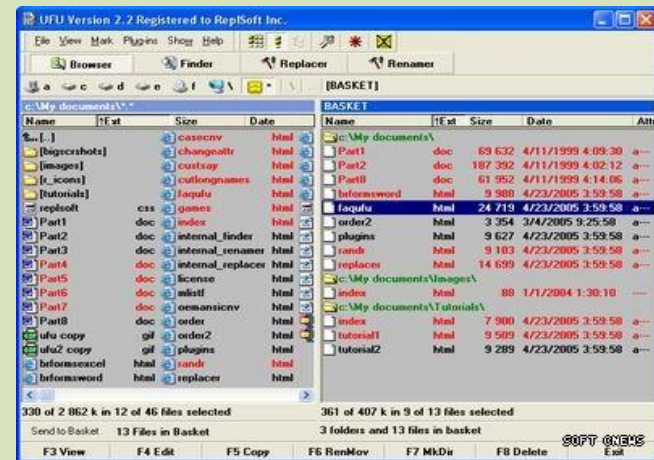 UFU Version 2.2 Registered to ReplSoft Inc.
File View Mark Plugins Show Help
Browser Finder Replacer Renamer
a c d e f \ \ .. [BASKET]
c:\My documents\*.* BASKET
Name ↑Ext Size Date Name ↑Ext Size Date Attr
[..] casecnv html c:\My documents\
[bigscrshots] changeattr html Part1 doc 69 632 4/11/1999 4:09:30 a---
[images] custsay html Part2 doc 187 392 4/11/1999 4:02:12 a---
[r_icons] cutlongnames html Part8 doc 61 952 4/11/1999 4:14:06 a---
[tutorials] faqufu html brformsword html 9 988 4/23/2005 3:59:58 a---
replsoft css games html faqufu html 24 719 4/23/2005 3:59:58 a---
Part1 doc index html order2 html 3 354 3/4/2005 9:25:58 a---
Part2 doc internal_finder html plugins html 9 627 4/23/2005 3:59:58 a---
Part3 doc internal_renamer html randr html 9 103 4/23/2005 3:59:58 a---
Part4 doc internal_replacer html replacer html 14 699 4/23/2005 3:59:58 a---
Part5 doc license html c:\My documents\Images\
Part6 doc mlistf html index html 88 1/1/2004 1:30:10 ----
Part7 doc oemansicnv html c:\My documents\Tutorials\
Part8 doc order html index html 7 900 4/23/2005 3:59:58 a---
ufu copy gif order2 html tutorial1 html 9 509 4/23/2005 3:59:58 a---
ufu2 copy gif plugins html tutorial2 html 9 289 4/23/2005 3:59:58 a---
brformsexcel html randr html
brformsword html replacer html
330 of 2 862 k in 12 of 46 files selected 361 of 407 k in 9 of 13 files selected
Send to Basket 13 Files in Basket 3 folders and 13 files in basket
F3 View F4 Edit F5 Copy F6 RenMov F7 MkDir F8 Delete Exit
SOFT @NEWS